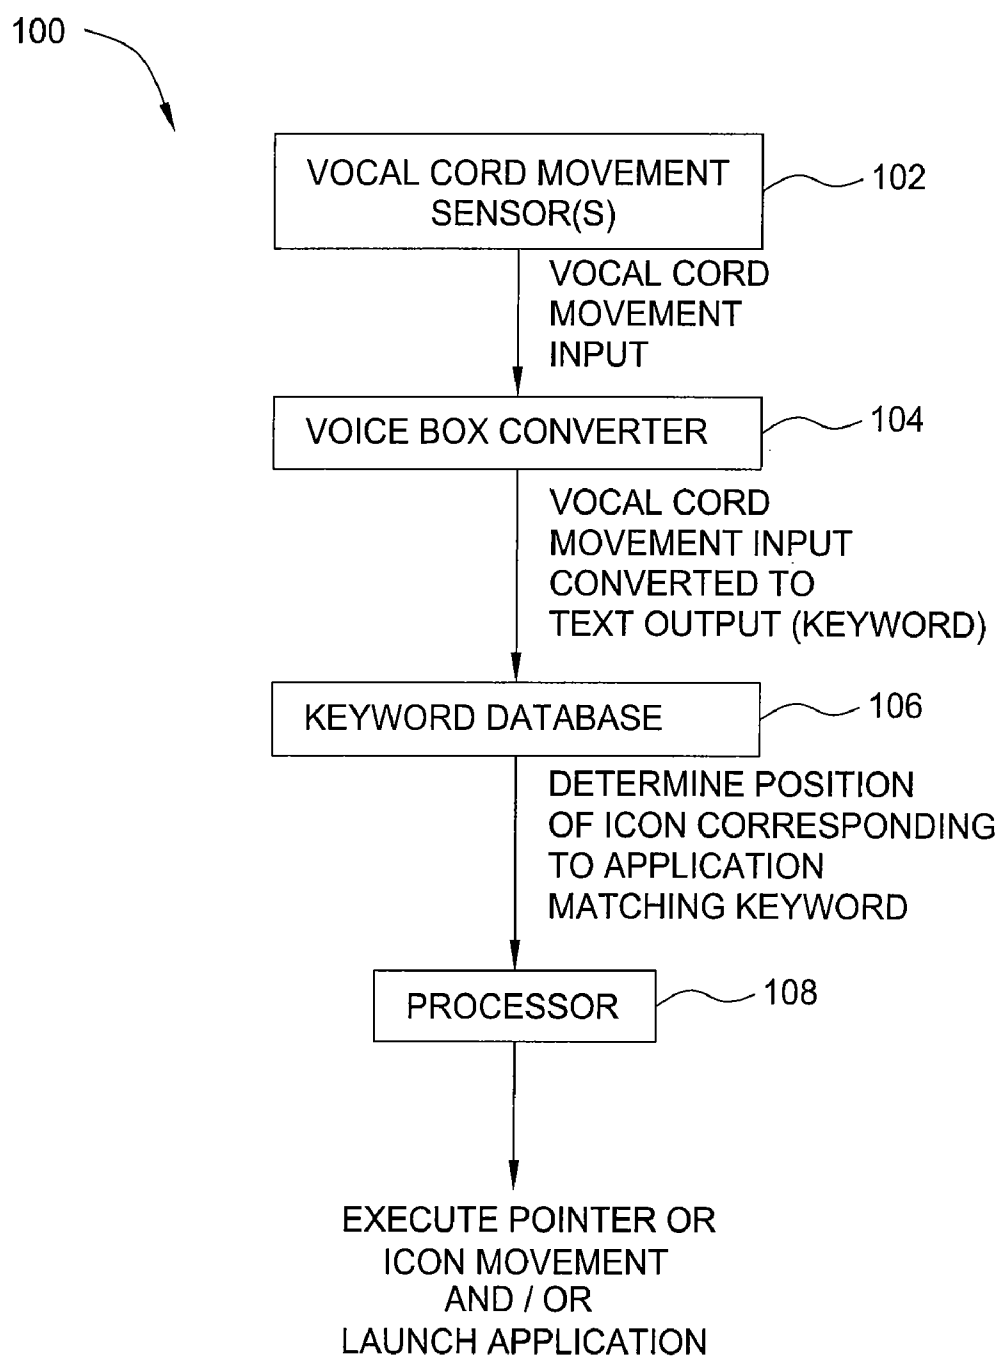 100
VOCAL CORD MOVEMENT
SENSOR(S)
102
VOCAL CORD
MOVEMENT
INPUT
VOICE BOX CONVERTER
104
VOCAL CORD
MOVEMENT INPUT
CONVERTED TO
TEXT OUTPUT (KEYWORD)
KEYWORD DATABASE
106
DETERMINE POSITION
OF ICON CORRESPONDING
TO APPLICATION
MATCHING KEYWORD
PROCESSOR
108
EXECUTE POINTER OR
ICON MOVEMENT
AND / OR
LAUNCH APPLICATION